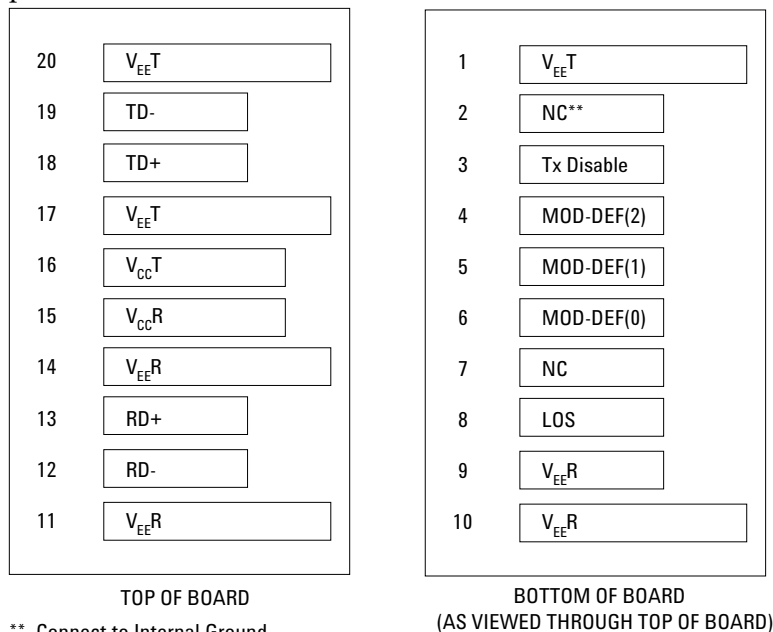 20 VEET
19 TD-
18 TD+
17 VEET
16 VCCT
15 VCCR
14 VEER
13 RD+
12 RD-
11 VEER
TOP OF BOARD
1 VEET
2 NC**
3 Tx Disable
4 MOD-DEF(2)
5 MOD-DEF(1)
6 MOD-DEF(0)
7 NC
8 LOS
9 VEER
10 VEER
BOTTOM OF BOARD
(AS VIEWED THROUGH TOP OF BOARD)
** Connect to Internal Ground